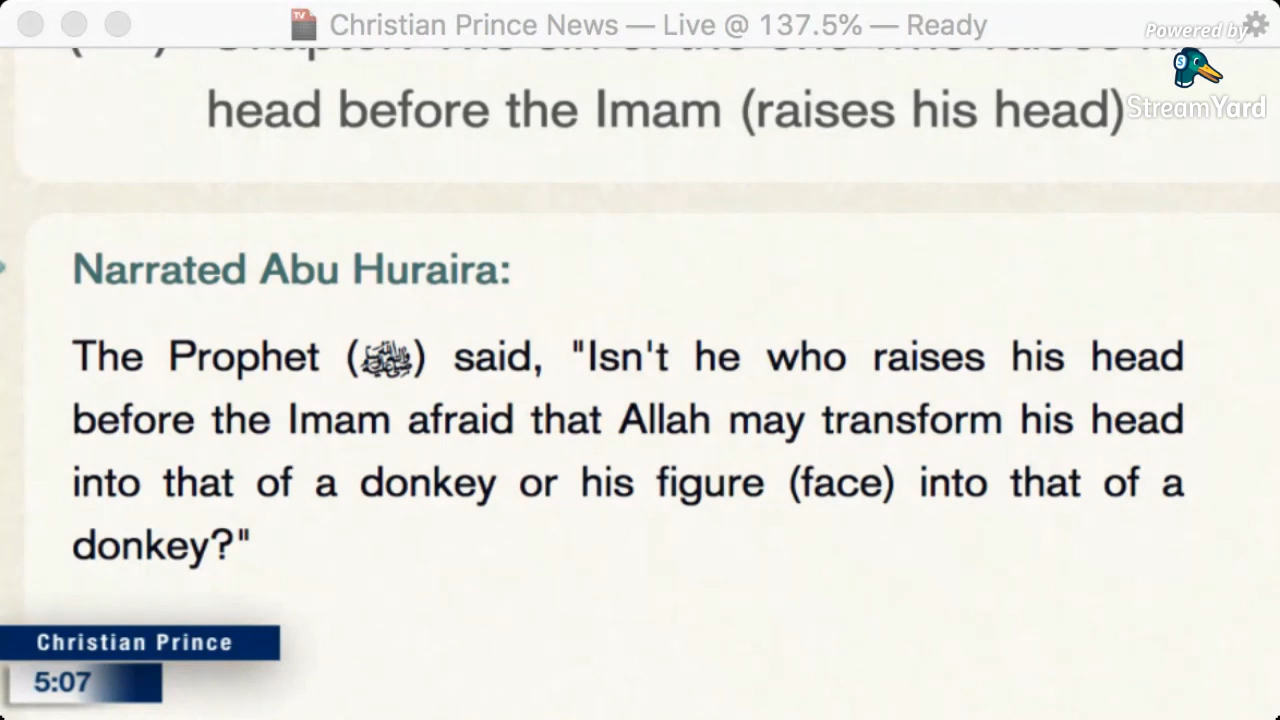 Christian Prince News — Live @ 137.5% — Ready
Powered by
StreamYard
head before the Imam (raises his head)
Narrated Abu Huraira:
The Prophet (ﷺ) said, "Isn't he who raises his head
before the Imam afraid that Allah may transform his head
into that of a donkey or his figure (face) into that of a
donkey?"
Christian Prince
5:07